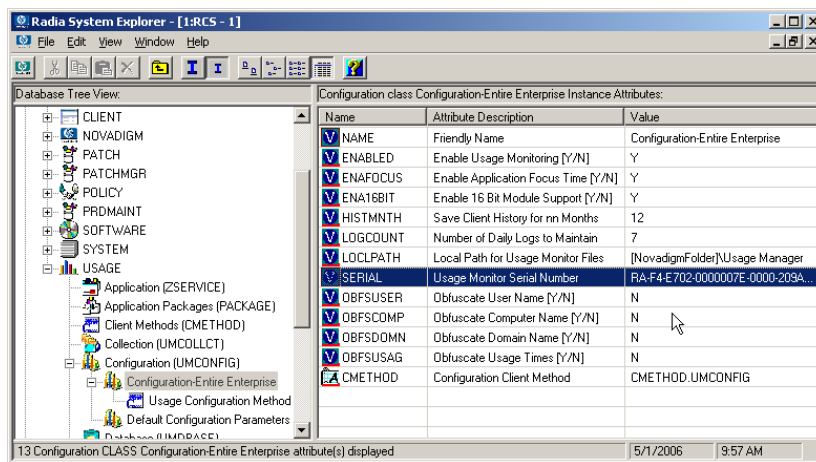 Radia System Explorer - [1:RCS - 1]
File Edit View Window Help
Database Tree View:
CLIENT
NOVADIGM
PATCH
PATCHMGR
POLICY
PRDMAINT
SOFTWARE
SYSTEM
USAGE
Application (ZSERVICE)
Application Packages (PACKAGE)
Client Methods (CMETHOD)
Collection (UMCOLLCT)
Configuration (UMCONFIG)
Configuration-Entire Enterprise
Usage Configuration Method
Default Configuration Parameters
Database (UMDBASE)
Configuration class Configuration-Entire Enterprise Instance Attributes:
Name Attribute Description Value
NAME Friendly Name Configuration-Entire Enterprise
ENABLED Enable Usage Monitoring [Y/N] Y
ENAFOCUS Enable Application Focus Time [Y/N] Y
ENA16BIT Enable 16 Bit Module Support [Y/N] Y
HISTMNTH Save Client History for nn Months 12
LOGCOUNT Number of Daily Logs to Maintain 7
LOCLPATH Local Path for Usage Monitor Files [NovadigmFolder]\Usage Manager
SERIAL Usage Monitor Serial Number RA-F4-E702-0000007E-0000-209A...
OBFSUSER Obfuscate User Name [Y/N] N
OBFSCOMP Obfuscate Computer Name [Y/N] N
OBFSDOMN Obfuscate Domain Name [Y/N] N
OBFSUSAG Obfuscate Usage Times [Y/N] N
CMETHOD Configuration Client Method CMETHOD.UMCONFIG
13 Configuration CLASS Configuration-Entire Enterprise attribute(s) displayed 5/1/2006 9:57 AM